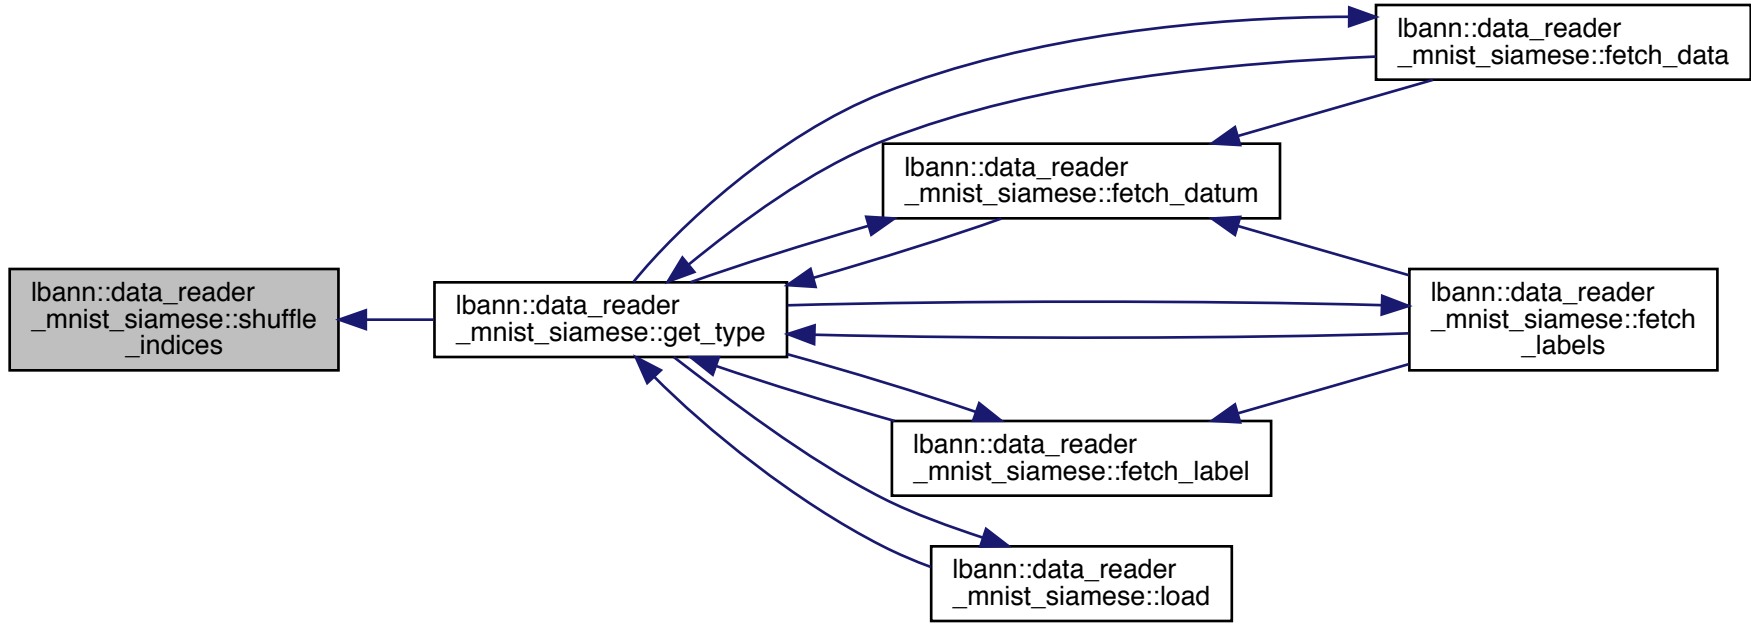 lbann::data_reader
_mnist_siamese::shuffle
_indices
lbann::data_reader
_mnist_siamese::get_type
lbann::data_reader
_mnist_siamese::fetch_data
lbann::data_reader
_mnist_siamese::fetch_datum
lbann::data_reader
_mnist_siamese::fetch
_labels
lbann::data_reader
_mnist_siamese::fetch_label
lbann::data_reader
_mnist_siamese::load